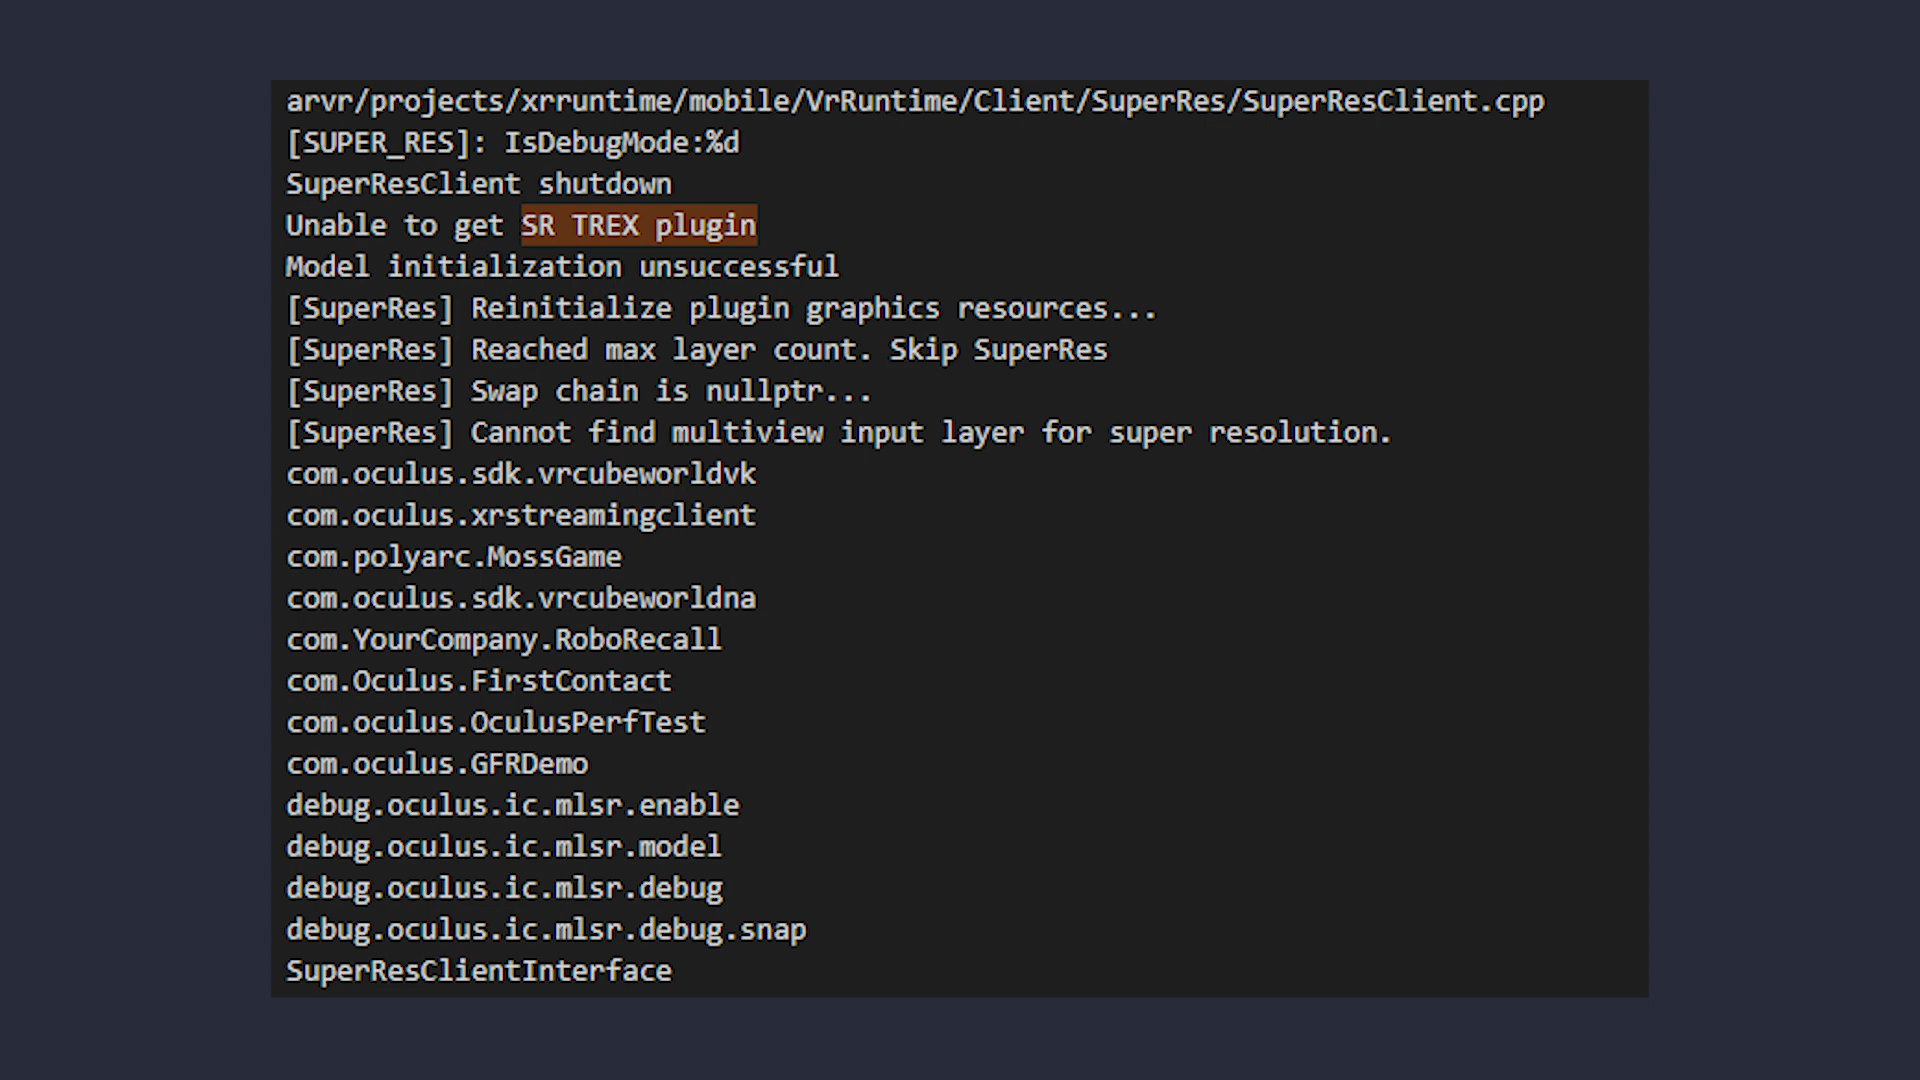 arvr/projects/xrruntime/mobile/VrRuntime/Client/SuperRes/SuperResClient.cpp
[SUPER_RES]: IsDebugMode:%d
SuperResClient shutdown
Unable to get SR TREX plugin
Model initialization unsuccessful
[SuperRes] Reinitialize plugin graphics resources...
[SuperRes] Reached max layer count. Skip SuperRes
[SuperRes] Swap chain is nullptr...
[SuperRes] Cannot find multiview input layer for super resolution.
com.oculus.sdk.vrcubeworldvk
com.oculus.xrstreamingclient
com.polyarc.MossGame
com.oculus.sdk.vrcubeworldna
com.YourCompany.RoboRecall
com.Oculus.FirstContact
com.oculus.OculusPerfTest
com.oculus.GFRDemo
debug.oculus.ic.mlsr.enable
debug.oculus.ic.mlsr.model
debug.oculus.ic.mlsr.debug
debug.oculus.ic.mlsr.debug.snap
SuperResClientInterface